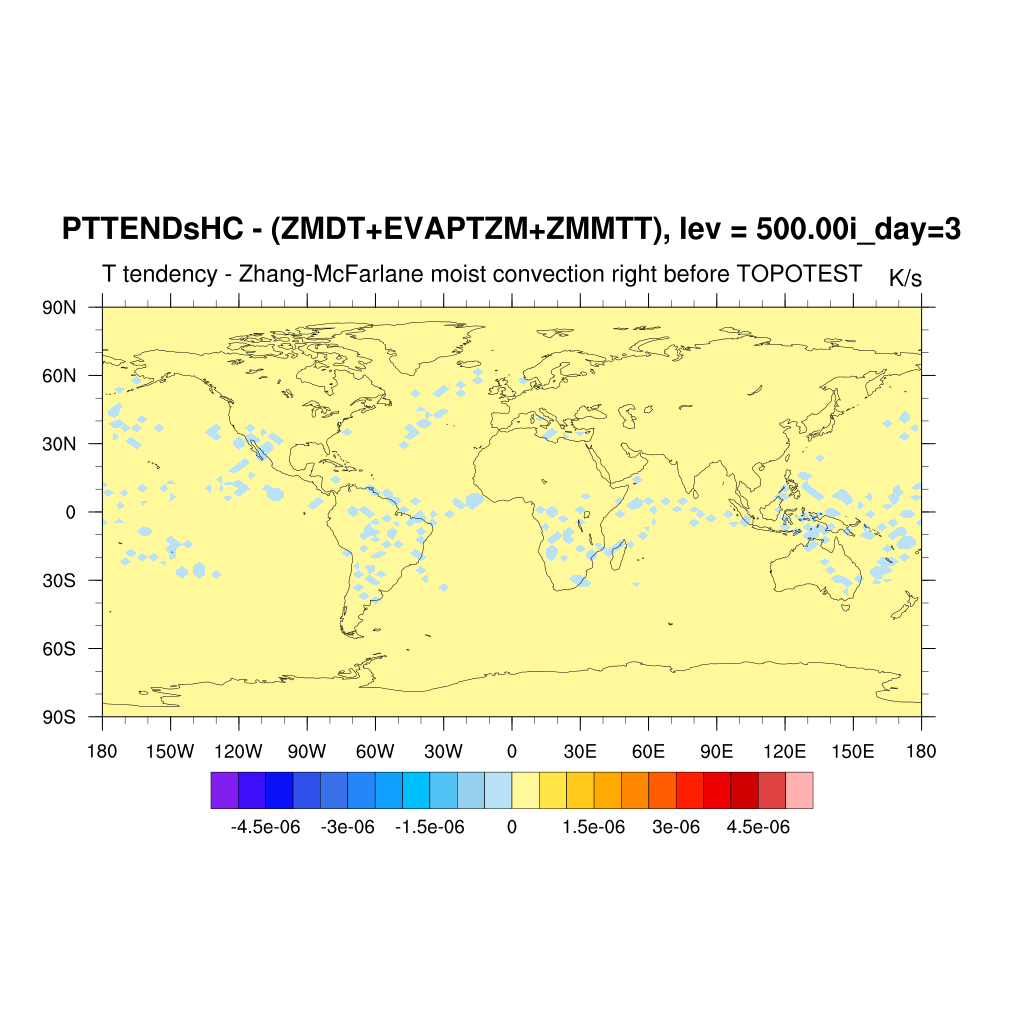 PTTENDsHC - (ZMDT+EVAPTZM+ZMMTT), lev = 500.00i_day=3
T tendency - Zhang-McFarlane moist convection right before TOPOTEST K/s
90N
60N
30N
0
30S
60S
90S
180 150W 120W 90W 60W 30W 0 30E 60E 90E 120E 150E 180
-4.5e-06 -3e-06 -1.5e-06 0 1.5e-06 3e-06 4.5e-06